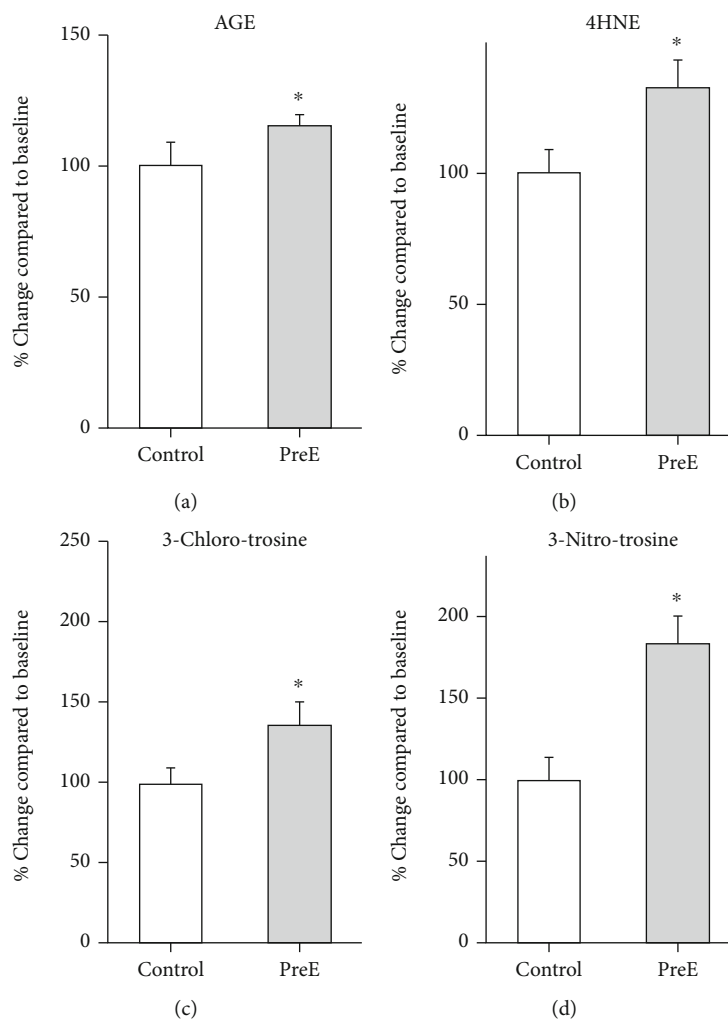 AGE
% Change compared to baseline
150
100
50
0
*
Control PreE
(a)
4HNE
% Change compared to baseline
100
50
0
*
Control PreE
(b)
3-Chloro-trosine
% Change compared to baseline
250
200
150
100
50
0
*
Control PreE
(c)
3-Nitro-trosine
% Change compared to baseline
200
150
100
50
0
*
Control PreE
(d)